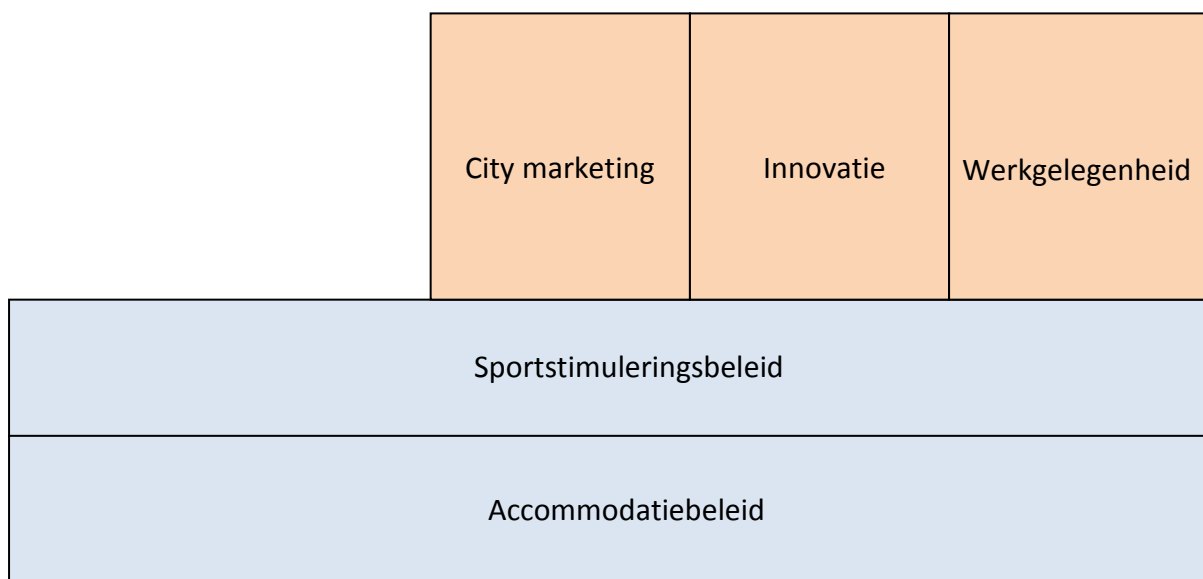 City marketing
Innovatie
Werkgelegenheid
Sportstimuleringsbeleid
Accommodatiebeleid